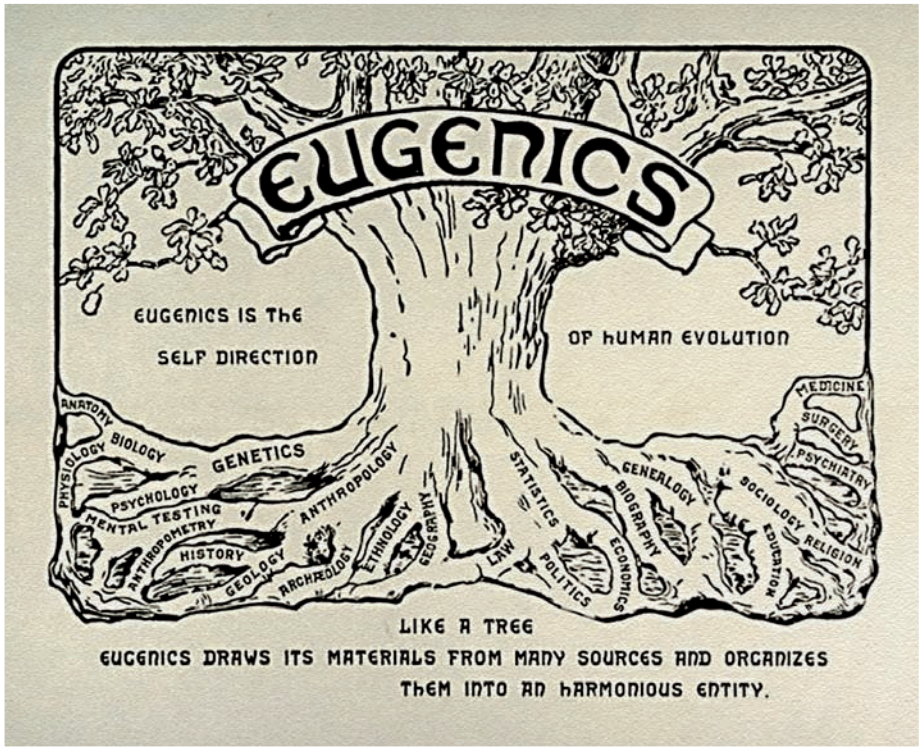 EUGENICS
EUGENICS IS THE
SELF DIRECTION
OF HUMAN EVOLUTION
ANATOMY
BIOLOGY
PHYSIOLOGY
GENETICS
PSYCHOLOGY
MENTAL TESTING
ANTHROPOMETRY
HISTORY
GEOLOGY
ANTHROPOLOGY
ARCHÆOLOGY
ETHNOLOGY
GEOGRAPHY
LAW
STATISTICS
POLITICS
ECONOMICS
BIOGRAPHY
GENEALOGY
EDUCATION
SOCIOLOGY
RELIGION
PSYCHIATRY
SURGERY
MEDICINE
LIKE A TREE
EUGENICS DRAWS ITS MATERIALS FROM MANY SOURCES AND ORGANIZES
THEM INTO AN HARMONIOUS ENTITY.